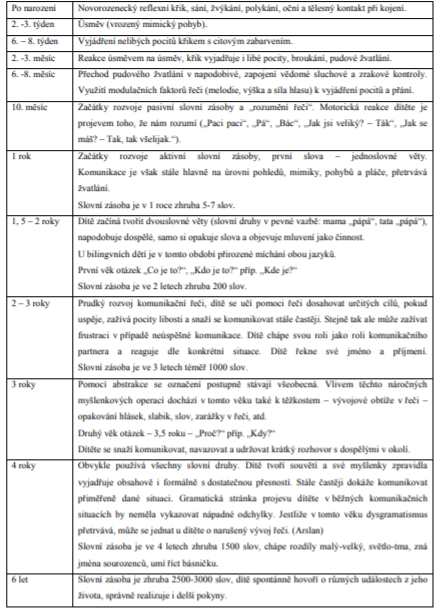 Po narození
Novorozenecký reflexní křik, sání, žvýkání, polykání, oční a tělesný kontakt při kojení.
2. -3. týden
Úsměv (vrozený mimický pohyb).
6. – 8. týden
Vyjádření nelibých pocitů křikem s citovým zabarvením.
2. -3. měsíc
Reakce úsměvem na úsměv, křik vyjadřuje i libé pocity, broukání, pudové žvatlání.
6. -8. měsíc
Přechod pudového žvatlání v napodobivé, zapojení vědomé sluchové a zrakové kontroly.
Využití modulačních faktorů řeči (melodie, výška a síla hlasu) k vyjádření pocitů a přání.
10. měsíc
Začátky rozvoje pasivní slovní zásoby a „rozumění řeči“. Motorická reakce dítěte je
projevem toho, že nám rozumí („Paci paci“, „Pá“, „Bác“, „Jak jsi veliký? – Ták“, „Jak se
máš? – Tak, tak všelijak.“).
1 rok
Začátky rozvoje aktivní slovní zásoby, první slova – jednoslovné věty.
Komunikace je však stále hlavně na úrovni pohledů, mimiky, pohybů a pláče, přetrvává
žvatlání.
Slovní zásoba je v 1 roce zhruba 5-7 slov.
1, 5 – 2 roky
Dítě začíná tvořit dvouslovné věty (slovní druhy v pevné vazbě: mama „pápá“, tata „pápá“),
napodobuje dospělé, samo si opakuje slova a objevuje mluvení jako činnost.
U bilingvních dětí je v tomto období přirozené míchání obou jazyků.
První věk otázek „Co je to?“, „Kdo je to?“ příp. „Kde je?“
Slovní zásoba je ve 2 letech zhruba 200 slov.
2 – 3 roky
Prudký rozvoj komunikační řeči, dítě se učí pomocí řeči dosahovat určitých cílů, pokud
uspěje, zažívá pocity libosti a snaží se komunikovat stále častěji. Stejně tak ale může zažívat
frustraci v případě neúspěšné komunikace. Dítě chápe svou roli jako roli komunikačního
partnera a reaguje dle konkrétní situace. Dítě řekne své jméno a příjmení.
Slovní zásoba je ve 3 letech téměř 1000 slov.
3 roky
Pomocí abstrakce se označení postupně stávají všeobecná. Vlivem těchto náročných
myšlenkových operací dochází v tomto věku také k těžkostem – vývojové obtíže v řeči –
opakování hlásek, slabik, slov, zarážky v řeči, atd.
Druhý věk otázek – 3,5 roku – „Proč?“ příp. „Kdy?“
Dítěte se snaží komunikovat, navazovat a udržovat krátký rozhovor s dospělými v okolí.
4 roky
Obvykle používá všechny slovní druhy. Dítě tvoří souvětí a své myšlenky zpravidla
vyjadřuje obsahově i formálně s dostatečnou přesností. Stále častěji dokáže komunikovat
přiměřeně dané situaci. Gramatická stránka projevu dítěte v běžných komunikačních
situacích by neměla vykazovat nápadné odchylky. Jestliže v tomto věku dysgramatismus
přetrvává, může se jednat u dítěte o narušený vývoj řeči. (Arslan)
Slovní zásoba je ve 4 letech zhruba 1500 slov, chápe rozdíly malý-velký, světlo-tma, zná
jména sourozenců, umí říct básničku.
6 let
Slovní zásoba je zhruba 2500-3000 slov, dítě spontánně hovoří o různých událostech z jeho
života, správně realizuje i delší pokyny.